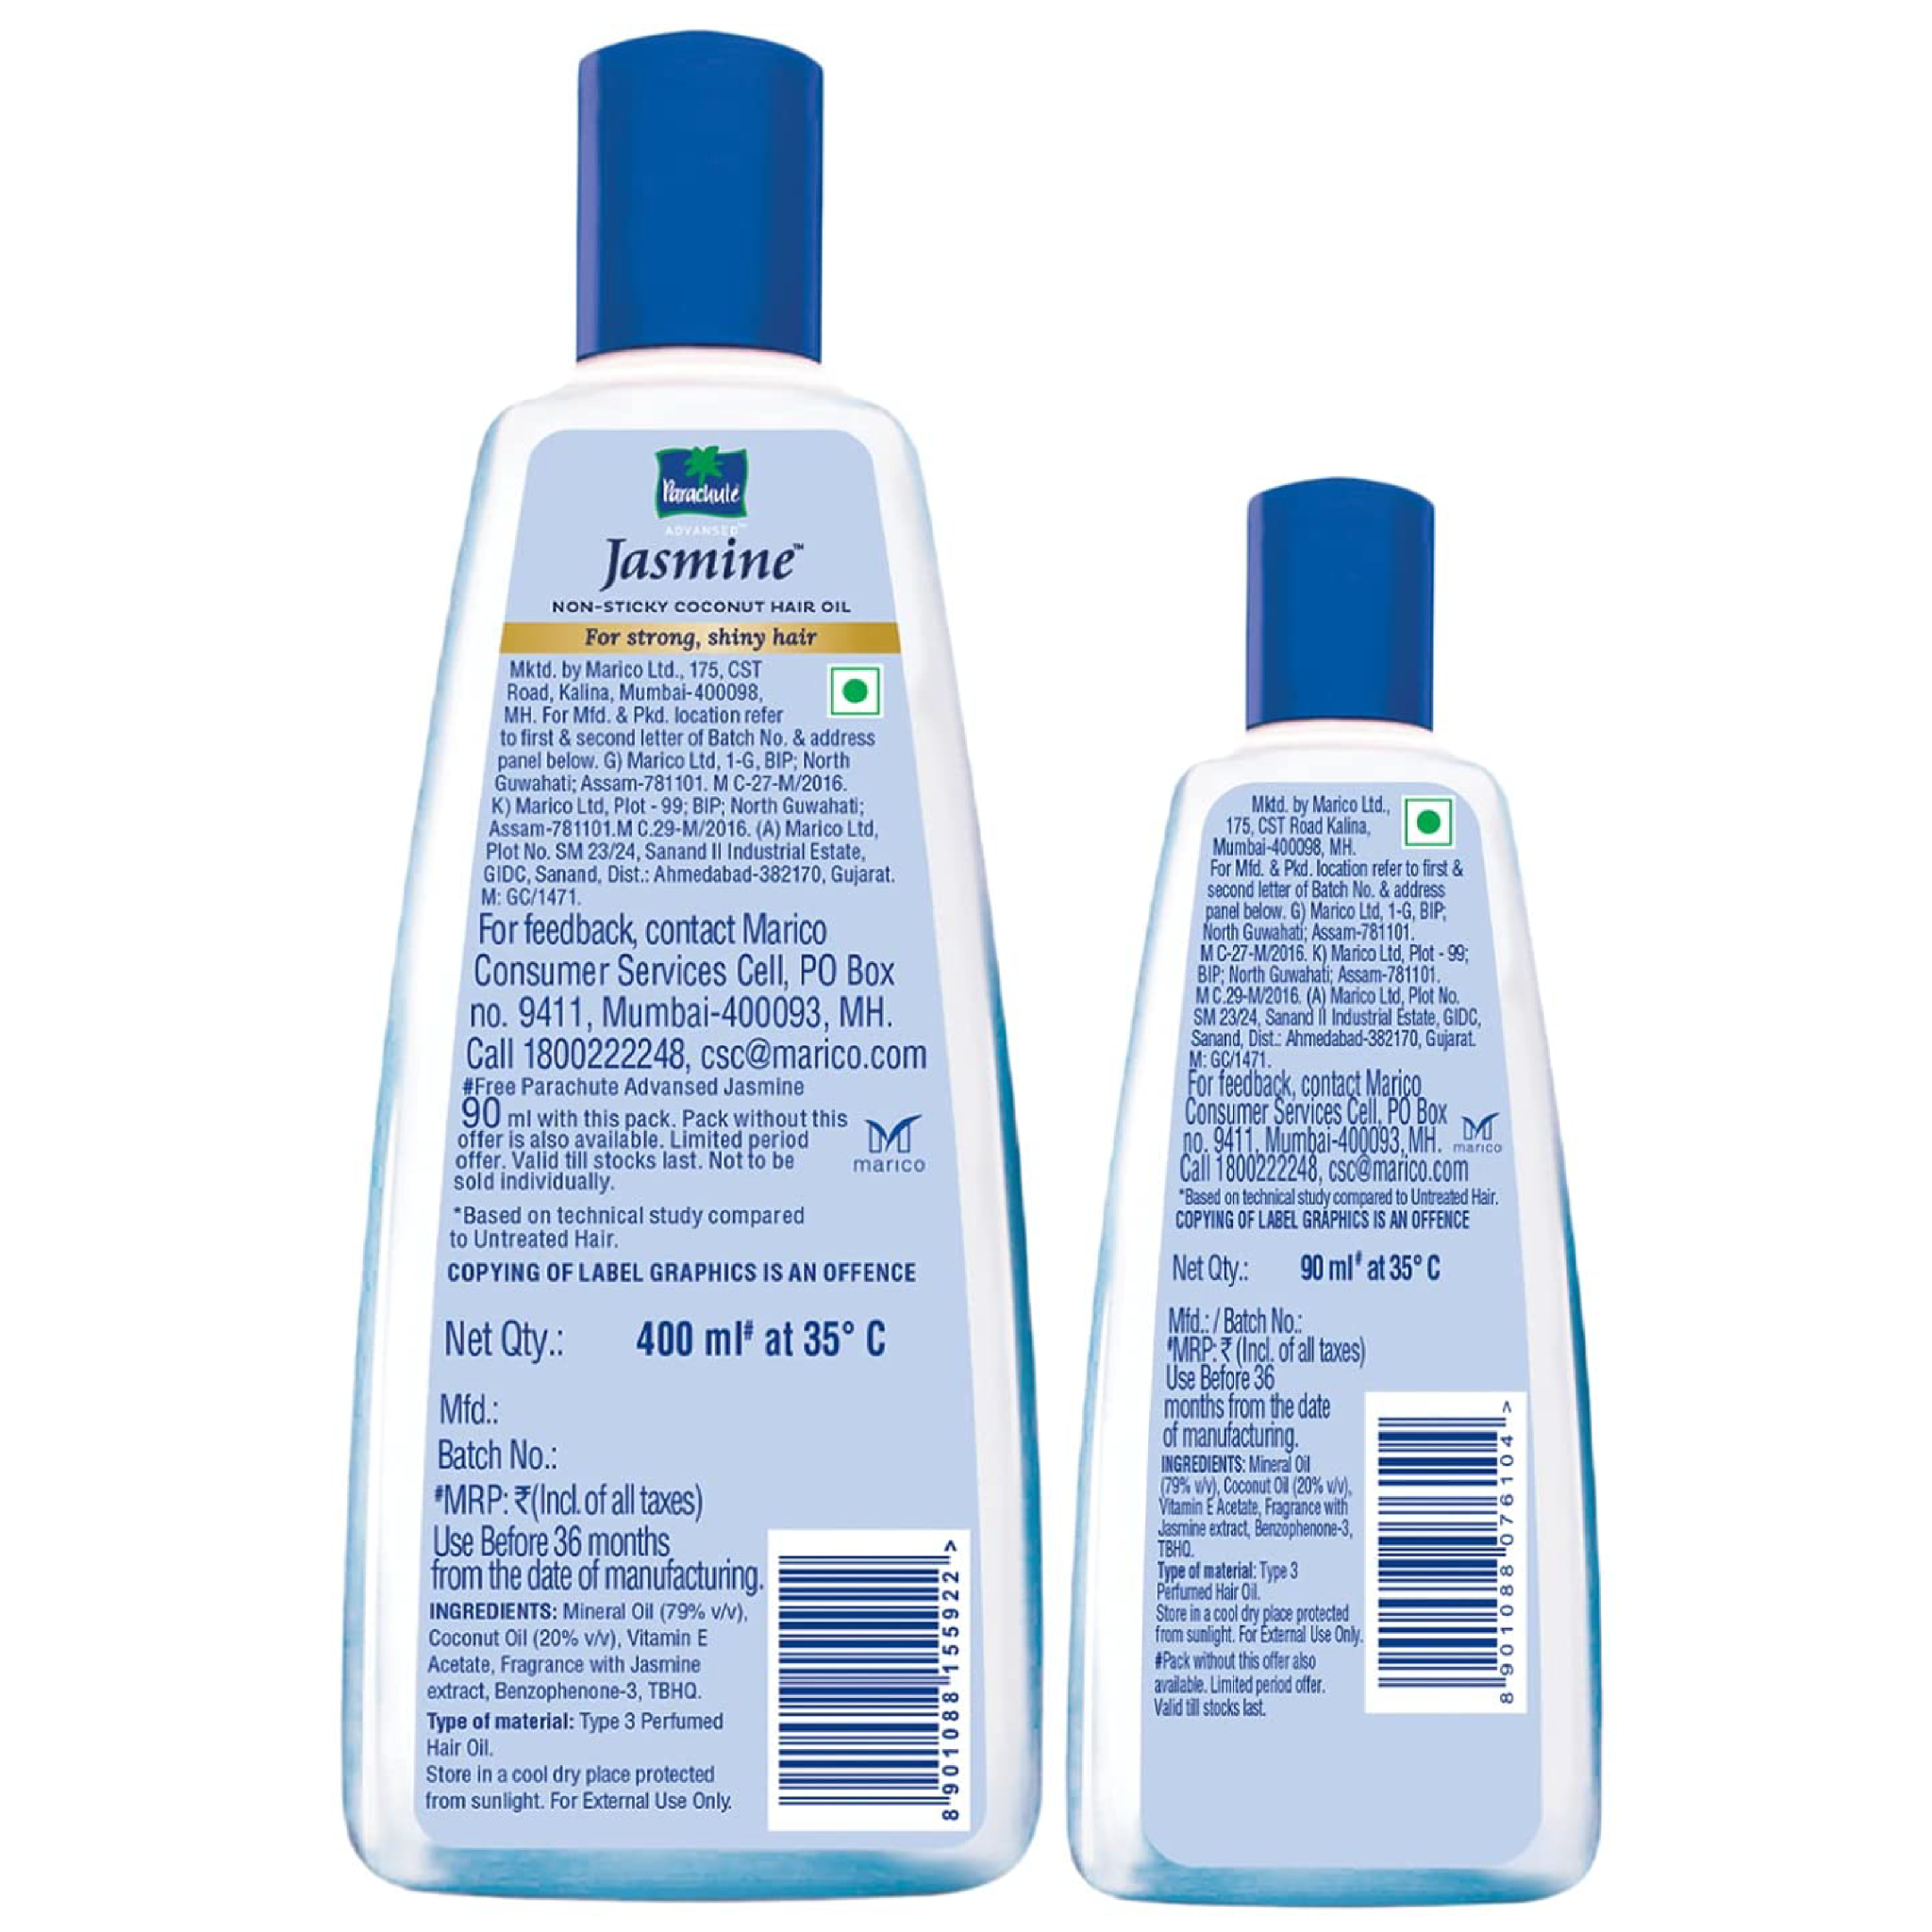 Parachute
ADVANSED™
Jasmine™
NON-STICKY COCONUT HAIR OIL
For strong, shiny hair
Mktd. by Marico Ltd., 175, CST
Road, Kalina, Mumbai-400098,
MH. For Mfd. & Pkd. location refer
to first & second letter of Batch No. & address
panel below. G) Marico Ltd, 1-G, BIP; North
Guwahati; Assam-781101. M C-27-M/2016.
K) Marico Ltd, Plot - 99; BIP; North Guwahati;
Assam-781101.M C.29-M/2016. (A) Marico Ltd,
Plot No. SM 23/24, Sanand II Industrial Estate,
GIDC, Sanand, Dist.: Ahmedabad-382170, Gujarat.
M: GC/1471.
For feedback, contact Marico
Consumer Services Cell, PO Box
no. 9411, Mumbai-400093, MH.
Call 1800222248, csc@marico.com
#Free Parachute Advansed Jasmine
90 ml with this pack. Pack without this
offer is also available. Limited period
offer. Valid till stocks last. Not to be
sold individually.
marico
*Based on technical study compared
to Untreated Hair.
COPYING OF LABEL GRAPHICS IS AN OFFENCE
Net Qty.: 400 ml# at 35° C
Mfd.:
Batch No.:
#MRP: ₹(Incl. of all taxes)
Use Before 36 months
from the date of manufacturing.
INGREDIENTS: Mineral Oil (79% v/v),
Coconut Oil (20% v/v), Vitamin E
Acetate, Fragrance with Jasmine
extract, Benzophenone-3, TBHQ.
Type of material: Type 3 Perfumed
Hair Oil.
Store in a cool dry place protected
from sunlight. For External Use Only.
8 901088 155922 >
Mktd. by Marico Ltd.,
175, CST Road Kalina,
Mumbai-400098, MH.
For Mfd. & Pkd. location refer to first &
second letter of Batch No. & address
panel below. G) Marico Ltd, 1-G, BIP;
North Guwahati; Assam-781101.
M C-27-M/2016. K) Marico Ltd, Plot - 99;
BIP; North Guwahati; Assam-781101.
M C.29-M/2016. (A) Marico Ltd, Plot No.
SM 23/24, Sanand II Industrial Estate, GIDC,
Sanand, Dist.: Ahmedabad-382170, Gujarat.
M: GC/1471.
For feedback, contact Marico
Consumer Services Cell, PO Box
no. 9411, Mumbai-400093, MH.
Call 1800222248, csc@marico.com
marico
*Based on technical study compared to Untreated Hair.
COPYING OF LABEL GRAPHICS IS AN OFFENCE
Net Qty.: 90 ml# at 35° C
Mfd.: / Batch No.:
#MRP: ₹ (Incl. of all taxes)
Use Before 36
months from the date
of manufacturing.
INGREDIENTS: Mineral Oil
(79% v/v), Coconut Oil (20% v/v),
Vitamin E Acetate, Fragrance with
Jasmine extract, Benzophenone-3,
TBHQ.
Type of material: Type 3
Perfumed Hair Oil.
Store in a cool dry place protected
from sunlight. For External Use Only.
#Pack without this offer also
available. Limited period offer.
Valid till stocks last.
8 901088 076104 >